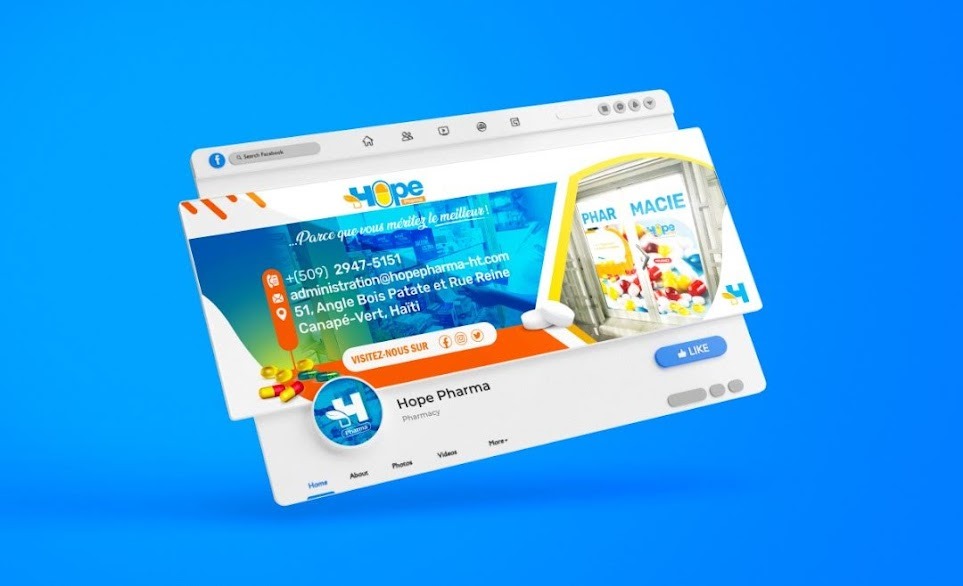 f
Search Facebook
Hope
Pharma
...Parce que vous méritez le meilleur!
+(509) 2947-5151
administration@hopepharma-ht.com
51, Angle Bois Patate et Rue Reine
Canapé-Vert, Haïti
VISITEZ-NOUS SUR
PHAR MACIE
Hope
H
LIKE
H
Pharma
Hope Pharma
Pharmacy
Home
About
Photos
Videos
More